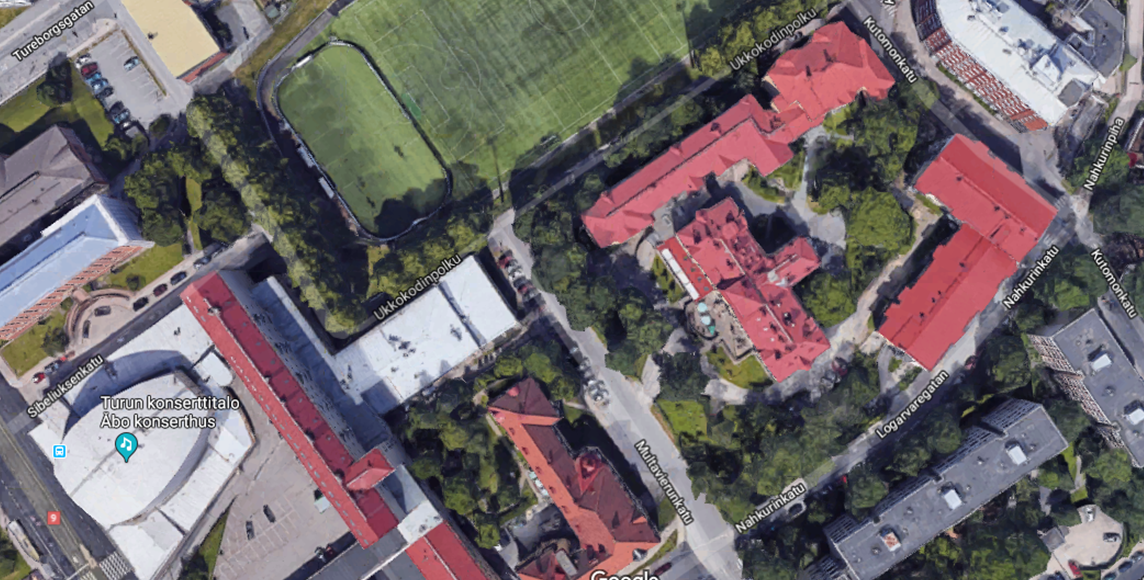 Tureborgsgatan
Ukkokodinpolku
Kutomonkatu
Nahkurinpiha
Ukkokodinpolku
Nahkurinkatu
Kutomonkatu
Sibeliuksenkatu
Turun konserttitalo
Åbo konserthus
Logarvaregatan
Multavierunkatu
Nahkurinkatu
9
Google